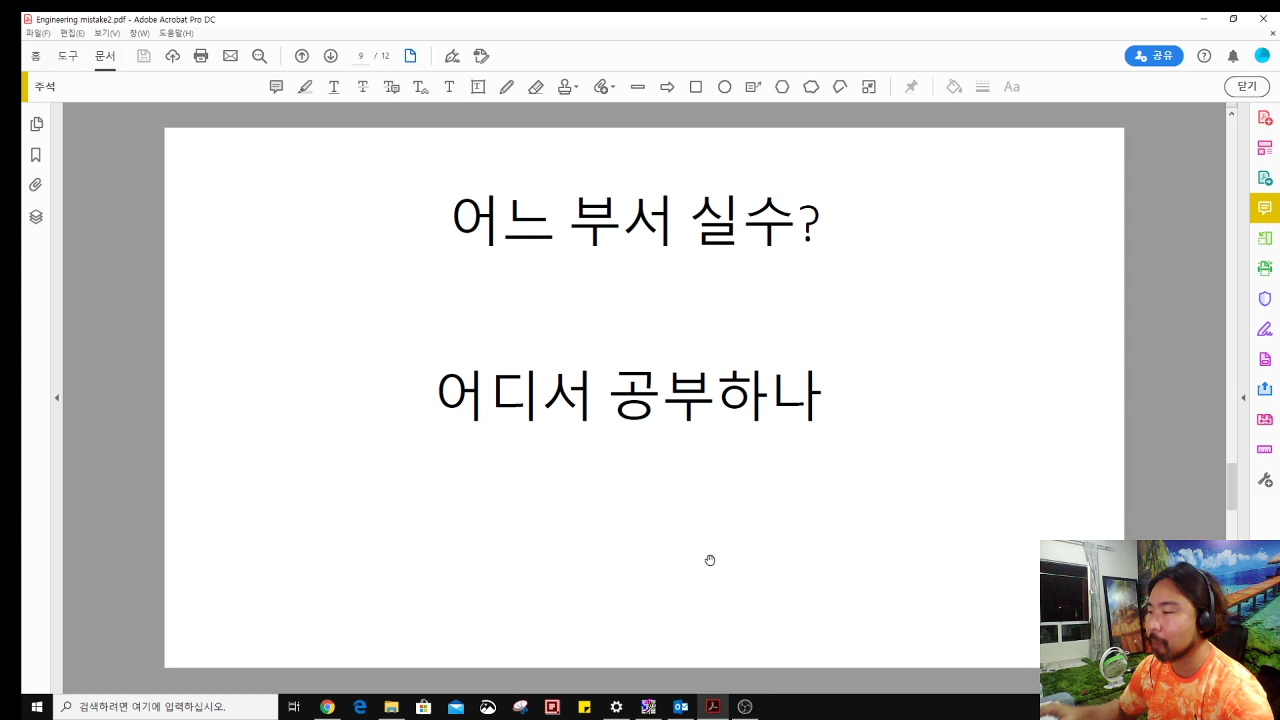 Engineering mistake2.pdf - Adobe Acrobat Pro DC
파일(F) 편집(E) 보기(V) 창(W) 도움말(H)
홈 도구 문서 9 / 12 공유
주석 Aa 닫기
어느 부서 실수?
어디서 공부하나
검색하려면 여기에 입력하십시오.